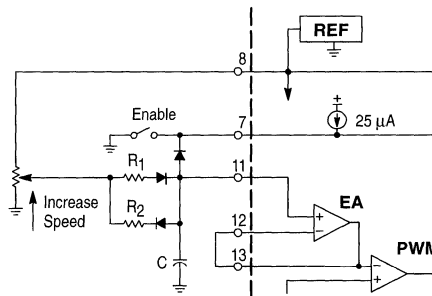 REF
8
Enable
7
±
25 µA
R1
11
Increase
Speed
R2
EA
12
+
−
13
C
PWM
−
+